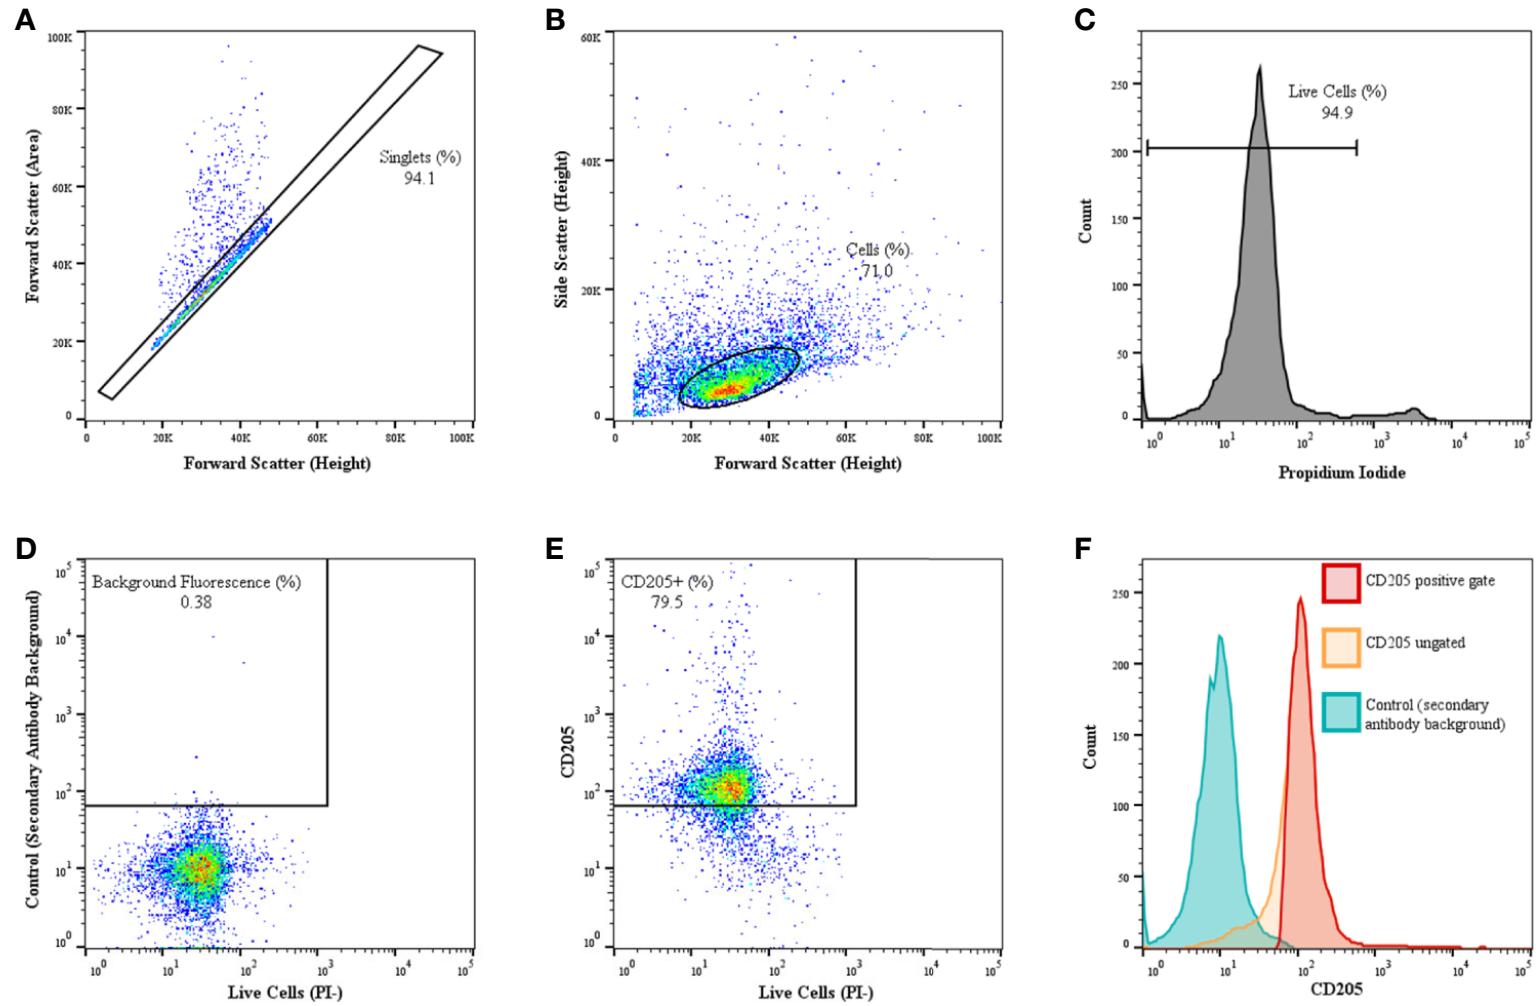 A
100K
80K
60K
40K
20K
0
Forward Scatter (Area)
Singlets (%)
94.1
0 20K 40K 60K 80K 100K
Forward Scatter (Height)
B
60K
40K
20K
0
Side Scatter (Height)
Cells (%)
71.0
0 20K 40K 60K 80K 100K
Forward Scatter (Height)
C
250
200
150
100
50
0
Count
Live Cells (%)
94.9
10^0 10^1 10^2 10^3 10^4 10^5
Propidium Iodide
D
10^5
10^4
10^3
10^2
10^1
10^0
Control (Secondary Antibody Background)
Background Fluorescence (%)
0.38
10^0 10^1 10^2 10^3 10^4 10^5
Live Cells (PI-)
E
10^5
10^4
10^3
10^2
10^1
10^0
CD205
CD205+ (%)
79.5
10^0 10^1 10^2 10^3 10^4 10^5
Live Cells (PI-)
F
250
200
150
100
50
0
Count
CD205 positive gate
CD205 ungated
Control (secondary
antibody background)
10^0 10^1 10^2 10^3 10^4 10^5
CD205